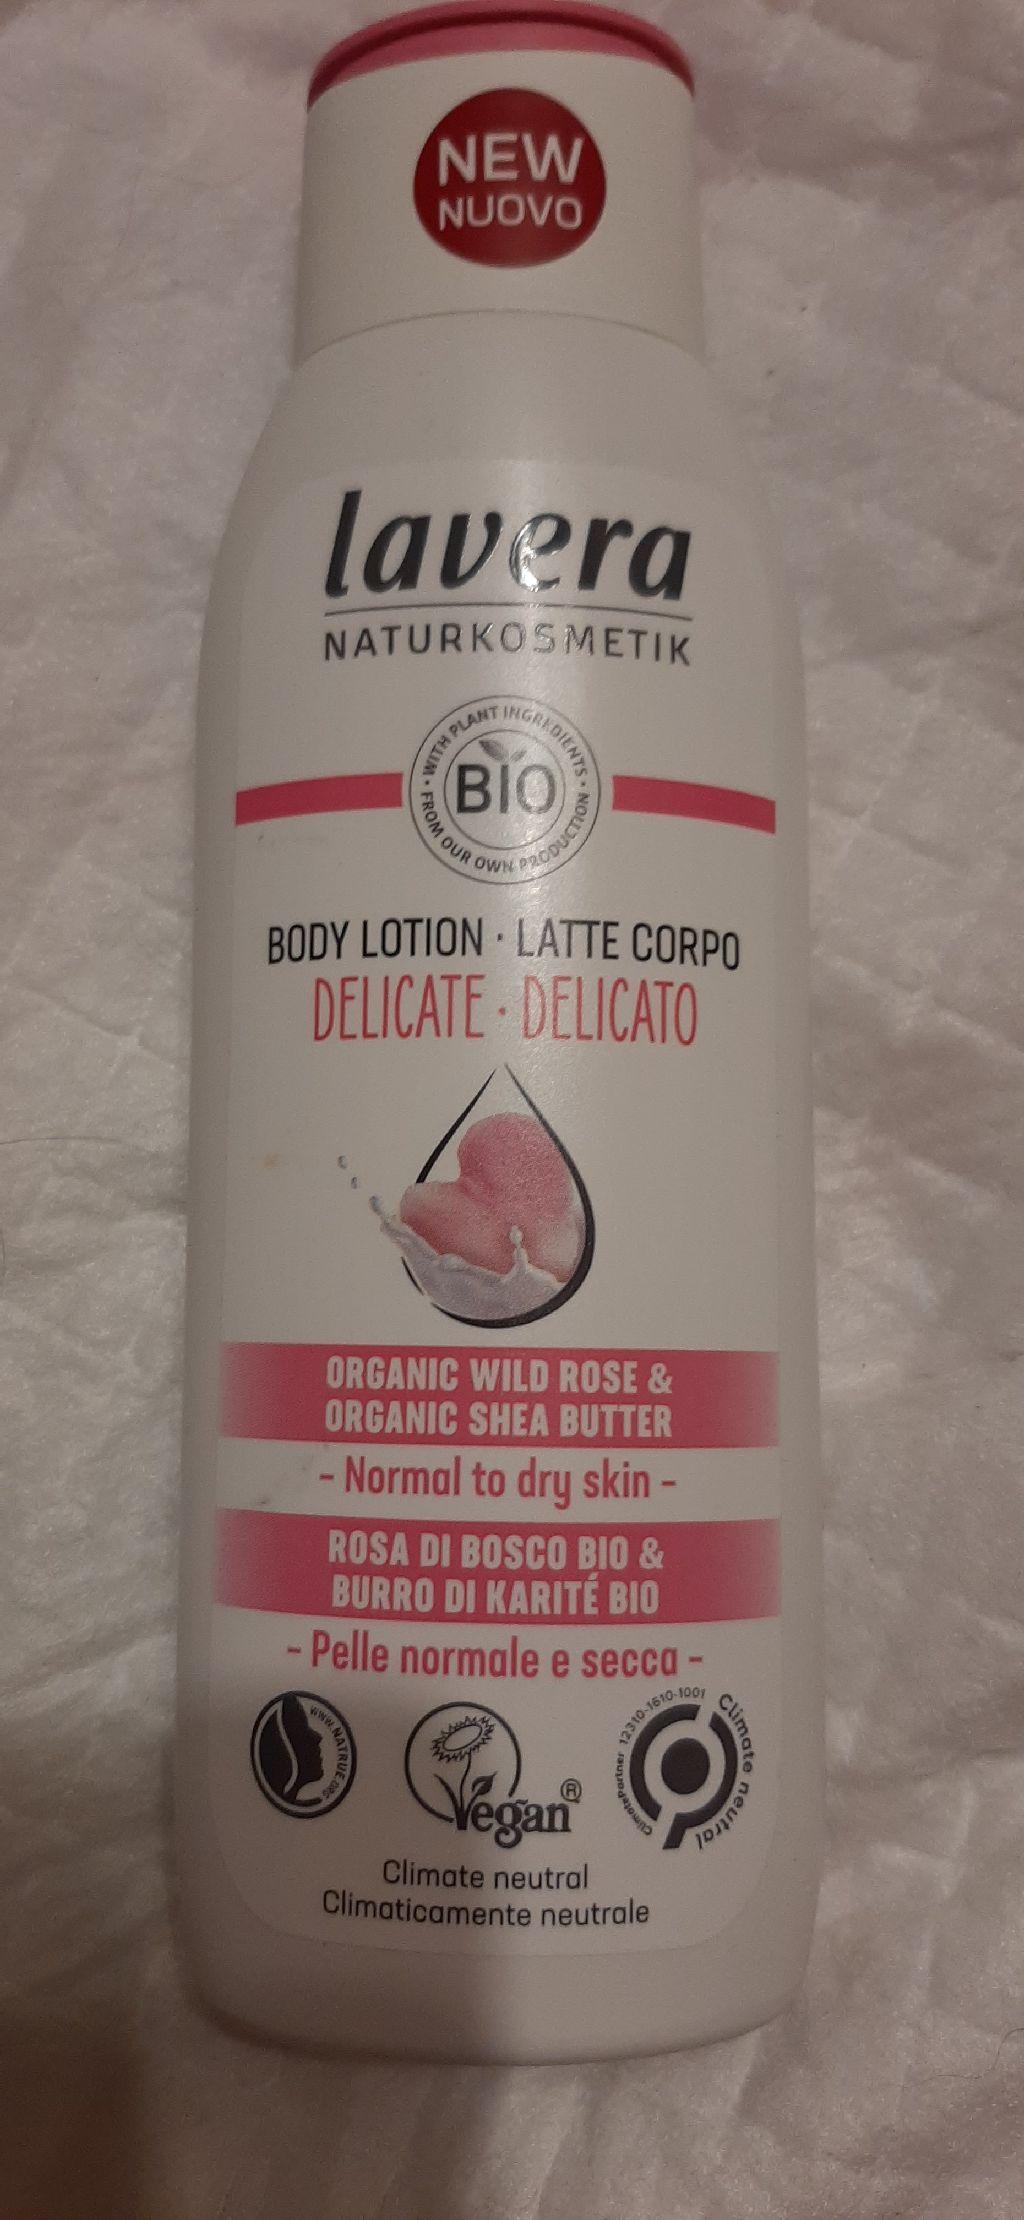 NEW
NUOVO
lavera
NATURKOSMETIK
· WITH PLANT INGREDIENTS ·
BIO
FROM OUR OWN PRODUCTION
BODY LOTION · LATTE CORPO
DELICATE · DELICATO
ORGANIC WILD ROSE &
ORGANIC SHEA BUTTER
- Normal to dry skin -
ROSA DI BOSCO BIO &
BURRO DI KARITÉ BIO
- Pelle normale e secca -
WWW.NATRUE.ORG
Vegan®
ClimatePartner 12310-1610-1001
Climate neutral
Climate neutral
Climaticamente neutrale